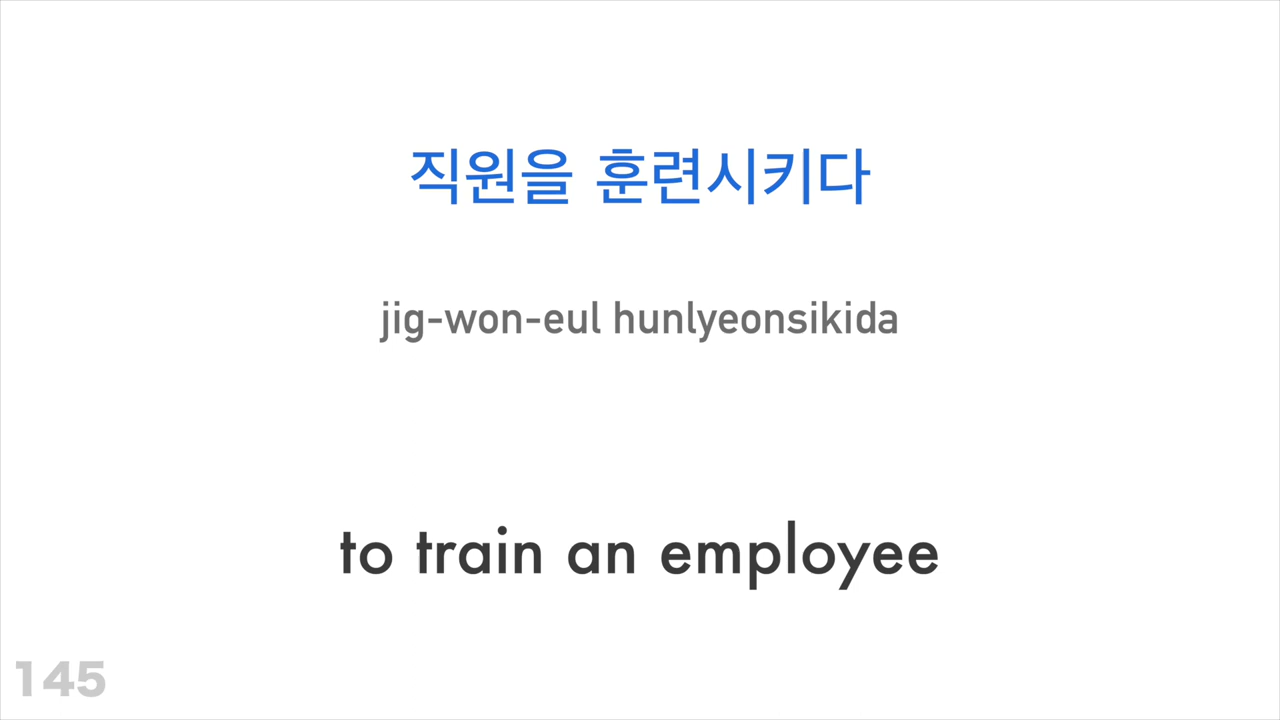 직원을 훈련시키다
jig-won-eul hunlyeonsikida
to train an employee
145